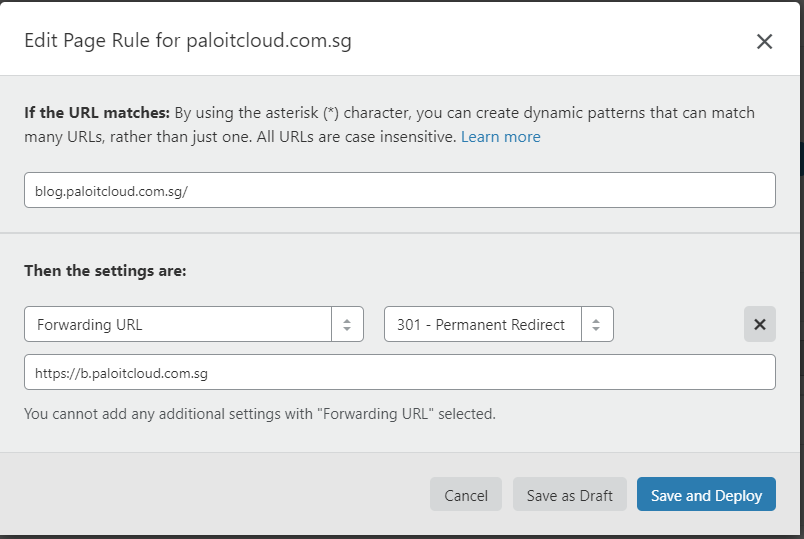 Edit Page Rule for paloitcloud.com.sg
If the URL matches: By using the asterisk (*) character, you can create dynamic patterns that can match
many URLs, rather than just one. All URLs are case insensitive. Learn more
blog.paloitcloud.com.sg/
Then the settings are:
Forwarding URL
301 - Permanent Redirect
https://b.paloitcloud.com.sg
You cannot add any additional settings with "Forwarding URL" selected.
Cancel
Save as Draft
Save and Deploy